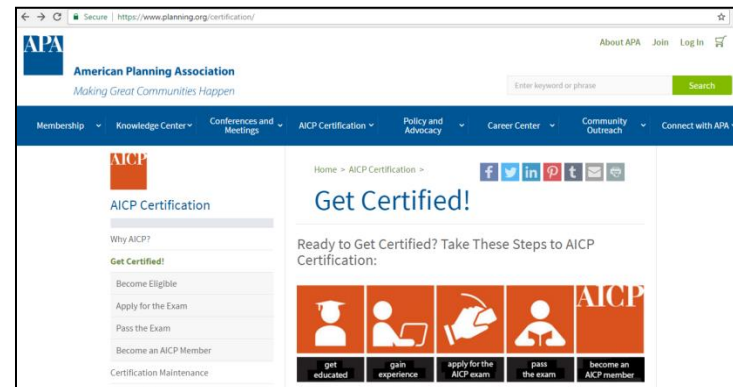 Secure | https://www.planning.org/certification/
APA
About APA Join Log In
American Planning Association
Making Great Communities Happen
Enter keyword or phrase
Search
Membership Knowledge Center Conferences and Meetings AICP Certification Policy and Advocacy Career Center Community Outreach Connect with APA
AICP
AICP Certification
Why AICP?
Get Certified!
Become Eligible
Apply for the Exam
Pass the Exam
Become an AICP Member
Certification Maintenance
Home > AICP Certification >
f in P t
Get Certified!
Ready to Get Certified? Take These Steps to AICP
Certification:
AICP
get educated
gain experience
apply for the AICP exam
pass the exam
become an AICP member